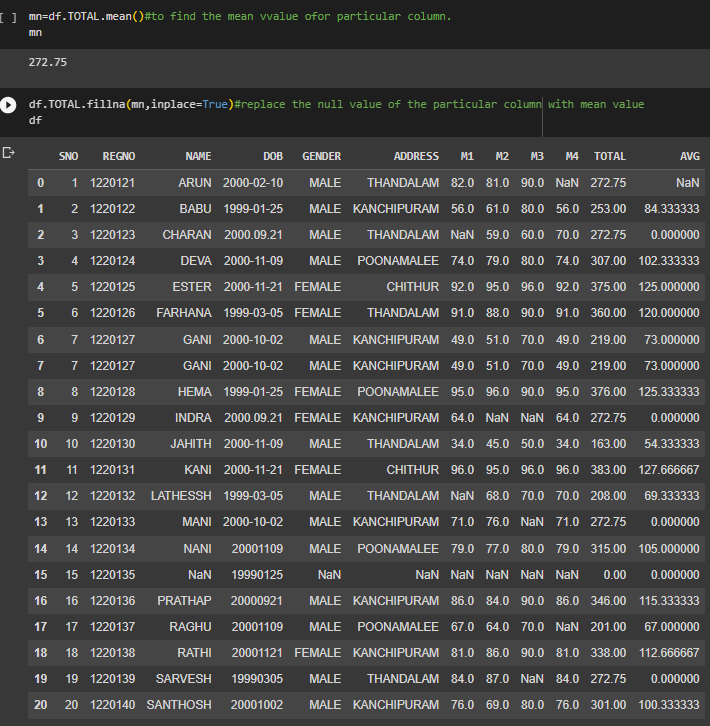 [ ] mn=df.TOTAL.mean()#to find the mean vvalue ofor particular column.
mn
272.75
df.TOTAL.fillna(mn,inplace=True)#replace the null value of the particular column with mean value
df
SNO REGNO NAME DOB GENDER ADDRESS M1 M2 M3 M4 TOTAL AVG
0 1 1220121 ARUN 2000-02-10 MALE THANDALAM 82.0 81.0 90.0 NaN 272.75 NaN
1 2 1220122 BABU 1999-01-25 MALE KANCHIPURAM 56.0 61.0 80.0 56.0 253.00 84.333333
2 3 1220123 CHARAN 2000.09.21 MALE THANDALAM NaN 59.0 60.0 70.0 272.75 0.000000
3 4 1220124 DEVA 2000-11-09 MALE POONAMALEE 74.0 79.0 80.0 74.0 307.00 102.333333
4 5 1220125 ESTER 2000-11-21 FEMALE CHITHUR 92.0 95.0 96.0 92.0 375.00 125.000000
5 6 1220126 FARHANA 1999-03-05 FEMALE THANDALAM 91.0 88.0 90.0 91.0 360.00 120.000000
6 7 1220127 GANI 2000-10-02 MALE KANCHIPURAM 49.0 51.0 70.0 49.0 219.00 73.000000
7 7 1220127 GANI 2000-10-02 MALE KANCHIPURAM 49.0 51.0 70.0 49.0 219.00 73.000000
8 8 1220128 HEMA 1999-01-25 FEMALE POONAMALEE 95.0 96.0 90.0 95.0 376.00 125.333333
9 9 1220129 INDRA 2000.09.21 FEMALE KANCHIPURAM 64.0 NaN NaN 64.0 272.75 0.000000
10 10 1220130 JAHITH 2000-11-09 MALE THANDALAM 34.0 45.0 50.0 34.0 163.00 54.333333
11 11 1220131 KANI 2000-11-21 FEMALE CHITHUR 96.0 95.0 96.0 96.0 383.00 127.666667
12 12 1220132 LATHESSH 1999-03-05 MALE THANDALAM NaN 68.0 70.0 70.0 208.00 69.333333
13 13 1220133 MANI 2000-10-02 MALE KANCHIPURAM 71.0 76.0 NaN 71.0 272.75 0.000000
14 14 1220134 NANI 20001109 MALE POONAMALEE 79.0 77.0 80.0 79.0 315.00 105.000000
15 15 1220135 NaN 19990125 NaN NaN NaN NaN NaN NaN 0.00 0.000000
16 16 1220136 PRATHAP 20000921 MALE KANCHIPURAM 86.0 84.0 90.0 86.0 346.00 115.333333
17 17 1220137 RAGHU 20001109 MALE POONAMALEE 67.0 64.0 70.0 NaN 201.00 67.000000
18 18 1220138 RATHI 20001121 FEMALE KANCHIPURAM 81.0 86.0 90.0 81.0 338.00 112.666667
19 19 1220139 SARVESH 19990305 MALE THANDALAM 84.0 87.0 NaN 84.0 272.75 0.000000
20 20 1220140 SANTHOSH 20001002 MALE KANCHIPURAM 76.0 69.0 80.0 76.0 301.00 100.333333